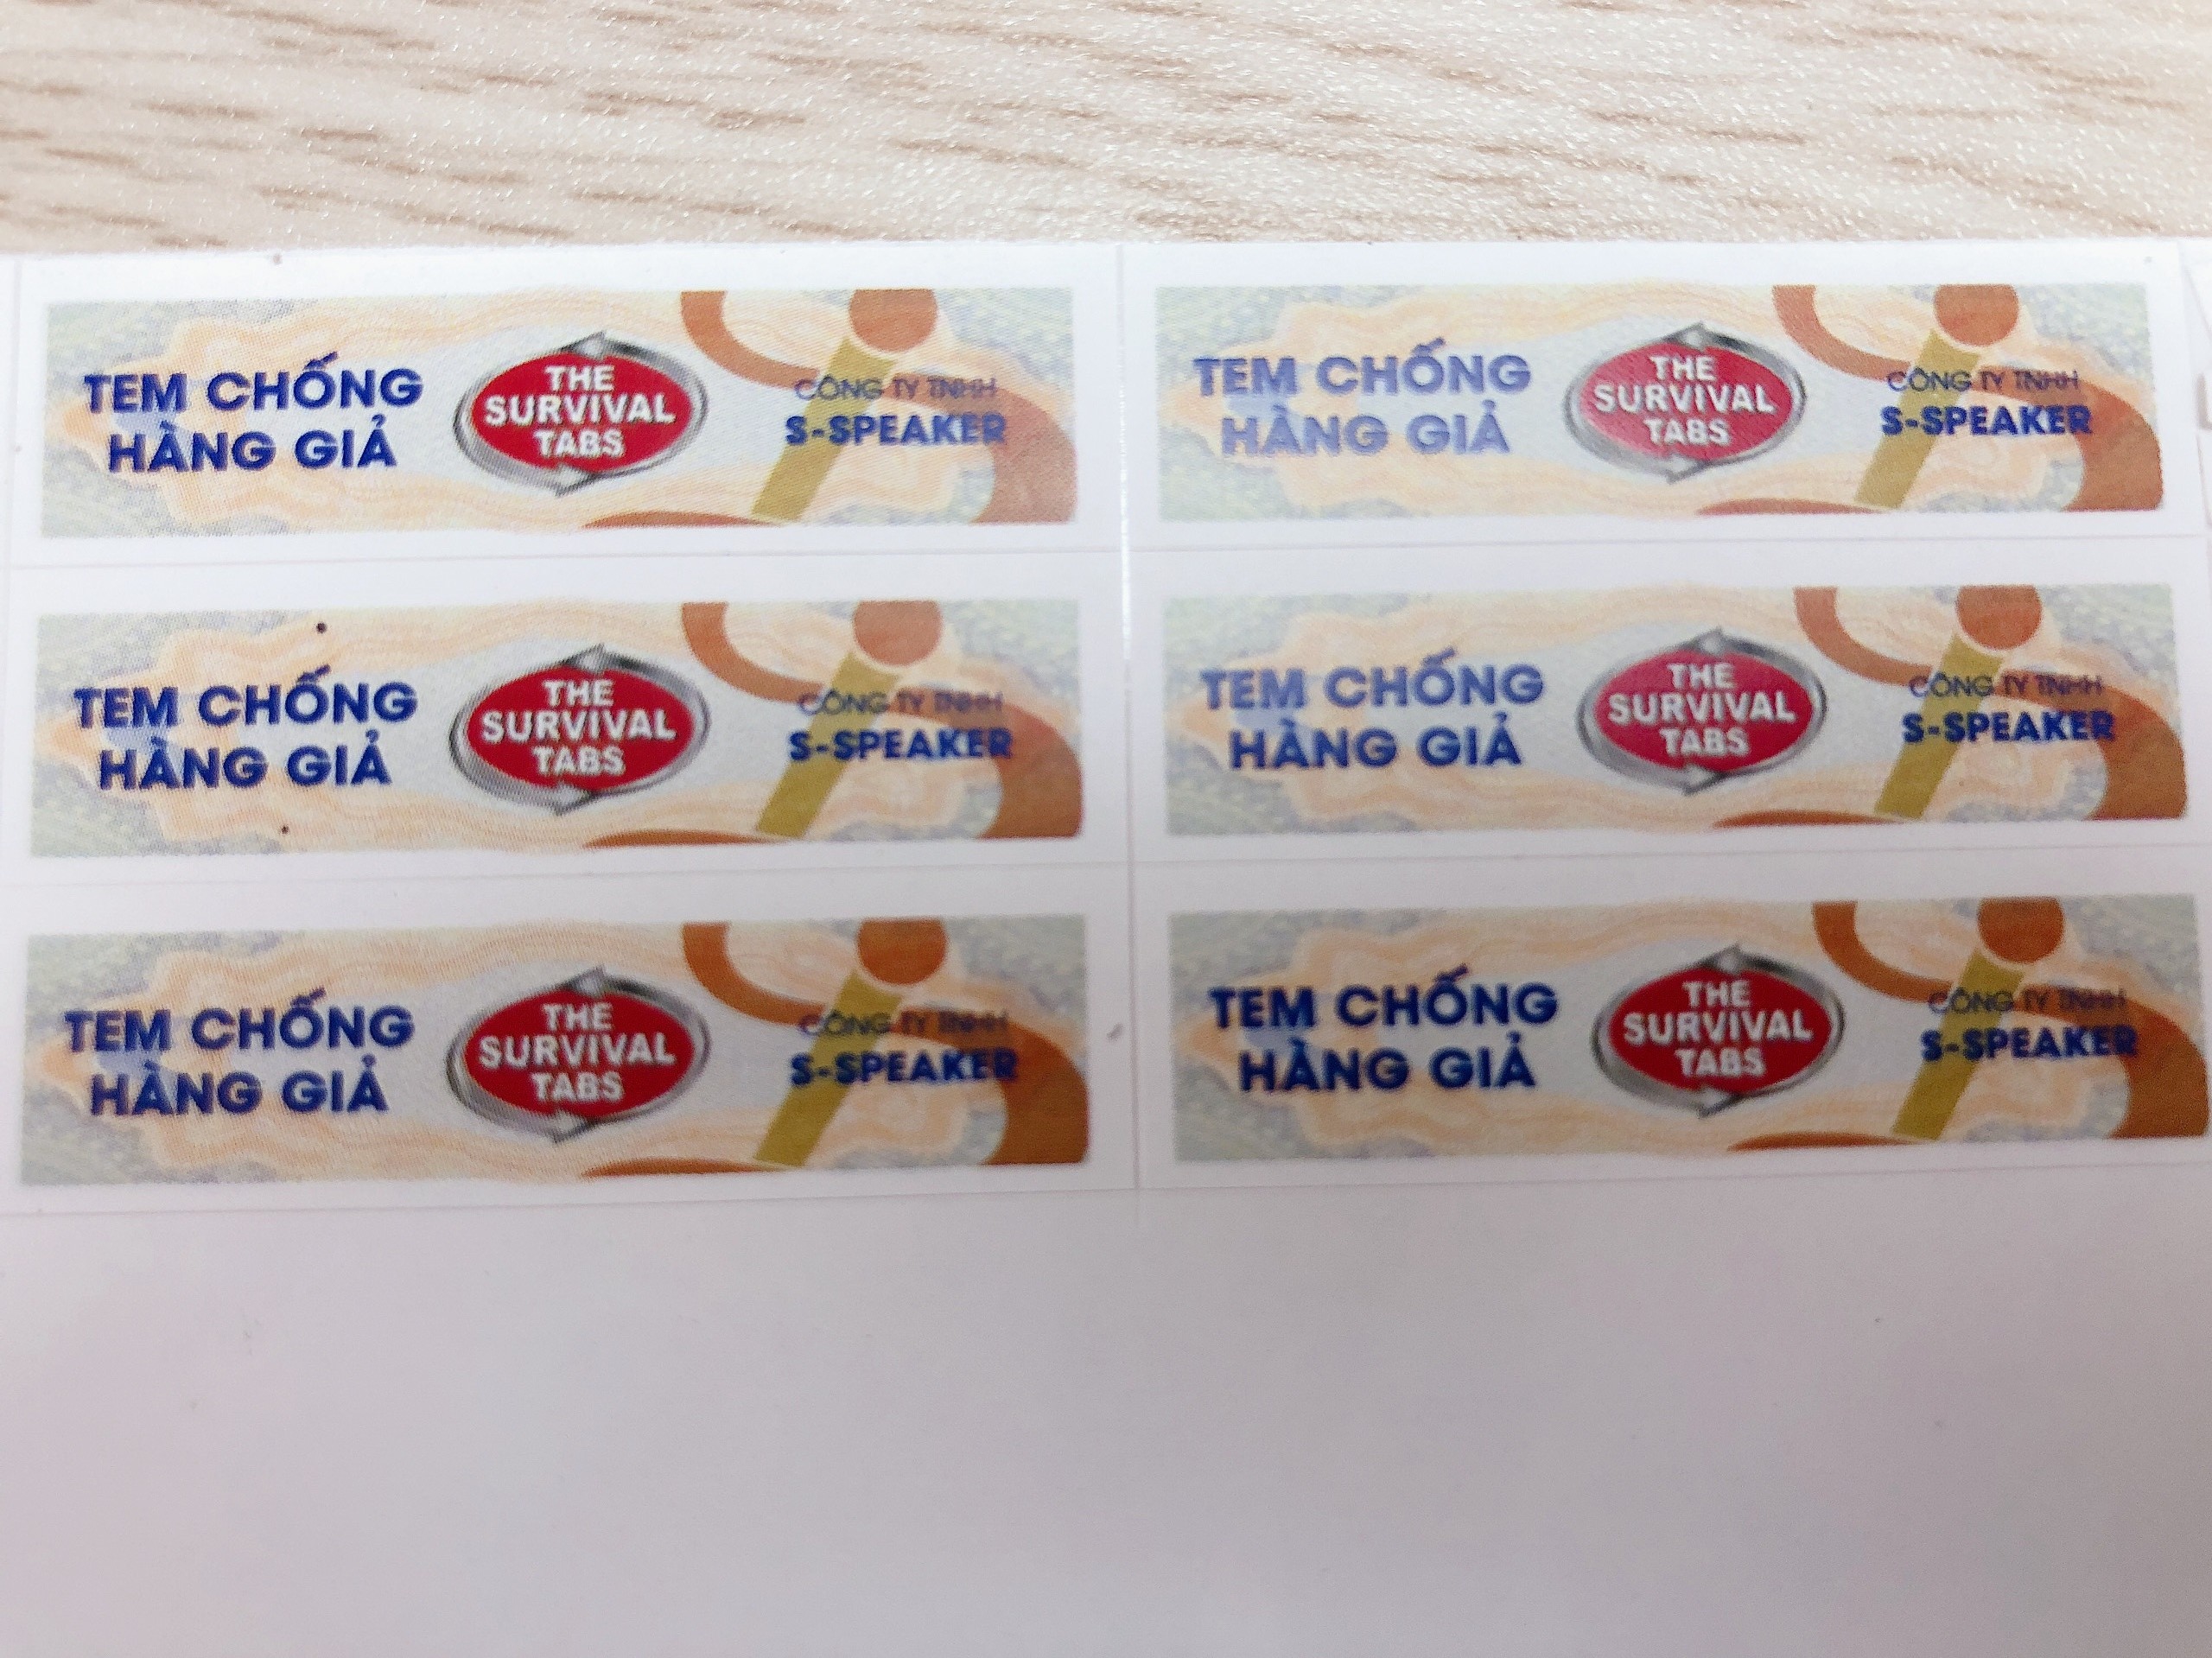 TEM CHỐNG
HÀNG GIẢ
THE
SURVIVAL
TABS
CÔNG TY TNHH
S-SPEAKER
TEM CHỐNG
HÀNG GIẢ
THE
SURVIVAL
TABS
CÔNG TY TNHH
S-SPEAKER
TEM CHỐNG
HÀNG GIẢ
THE
SURVIVAL
TABS
CÔNG TY TNHH
S-SPEAKER
TEM CHỐNG
HÀNG GIẢ
THE
SURVIVAL
TABS
CÔNG TY TNHH
S-SPEAKER
TEM CHỐNG
HÀNG GIẢ
THE
SURVIVAL
TABS
CÔNG TY TNHH
S-SPEAKER
TEM CHỐNG
HÀNG GIẢ
THE
SURVIVAL
TABS
CÔNG TY TNHH
S-SPEAKER